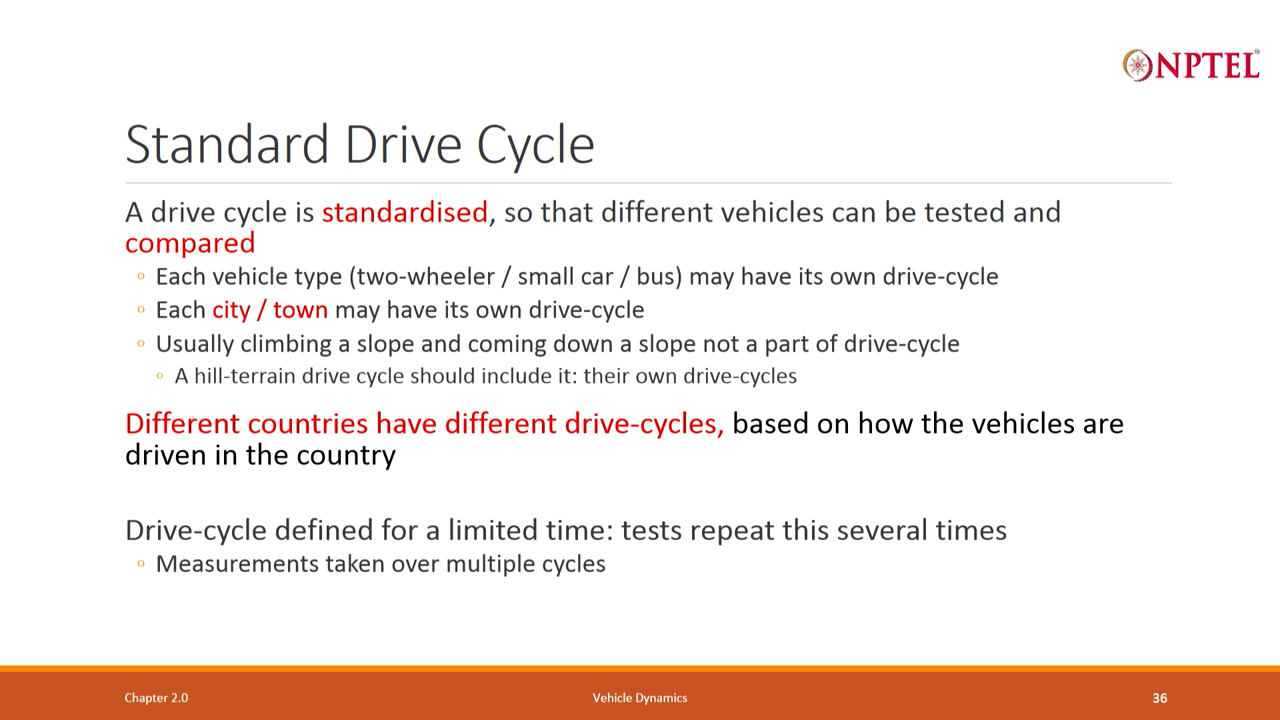 NPTEL
Standard Drive Cycle
A drive cycle is standardised, so that different vehicles can be tested and
compared
Each vehicle type (two-wheeler / small car / bus) may have its own drive-cycle
Each city / town may have its own drive-cycle
Usually climbing a slope and coming down a slope not a part of drive-cycle
A hill-terrain drive cycle should include it: their own drive-cycles
Different countries have different drive-cycles, based on how the vehicles are
driven in the country
Drive-cycle defined for a limited time: tests repeat this several times
Measurements taken over multiple cycles
Chapter 2.0
Vehicle Dynamics
36